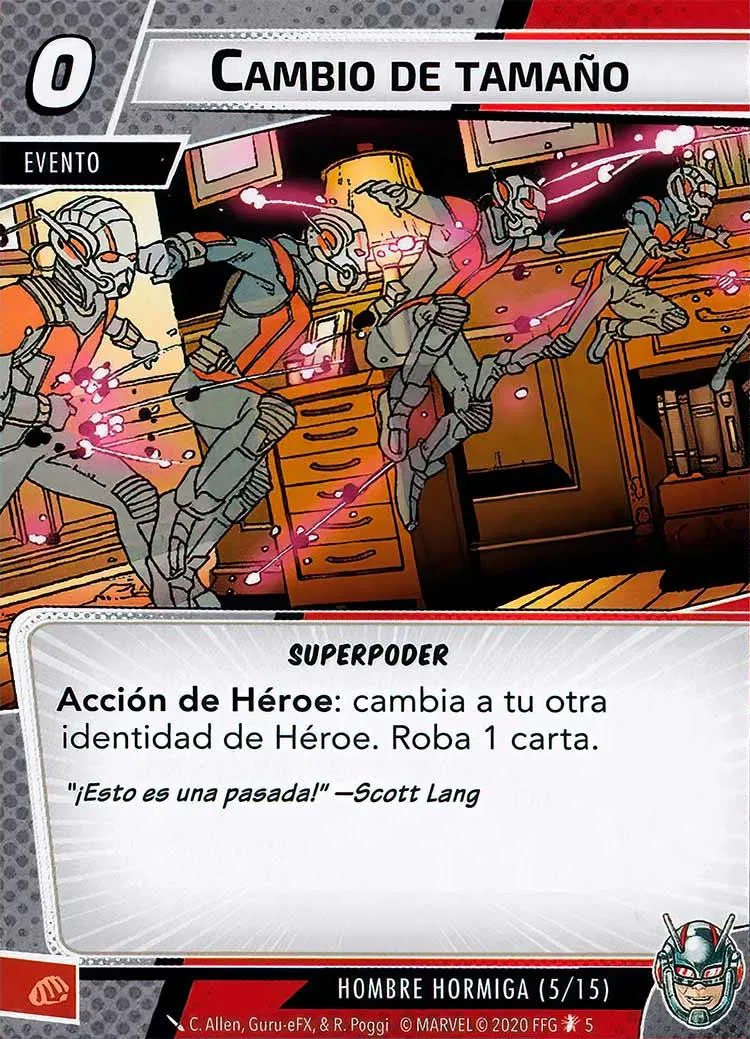 0
CAMBIO DE TAMAÑO
EVENTO
SUPERPODER
Acción de Héroe: cambia a tu otra
identidad de Héroe. Roba 1 carta.
"¡Esto es una pasada!" —Scott Lang
HOMBRE HORMIGA (5/15)
C. Allen, Guru-eFX, & R. Poggi © MARVEL © 2020 FFG 5